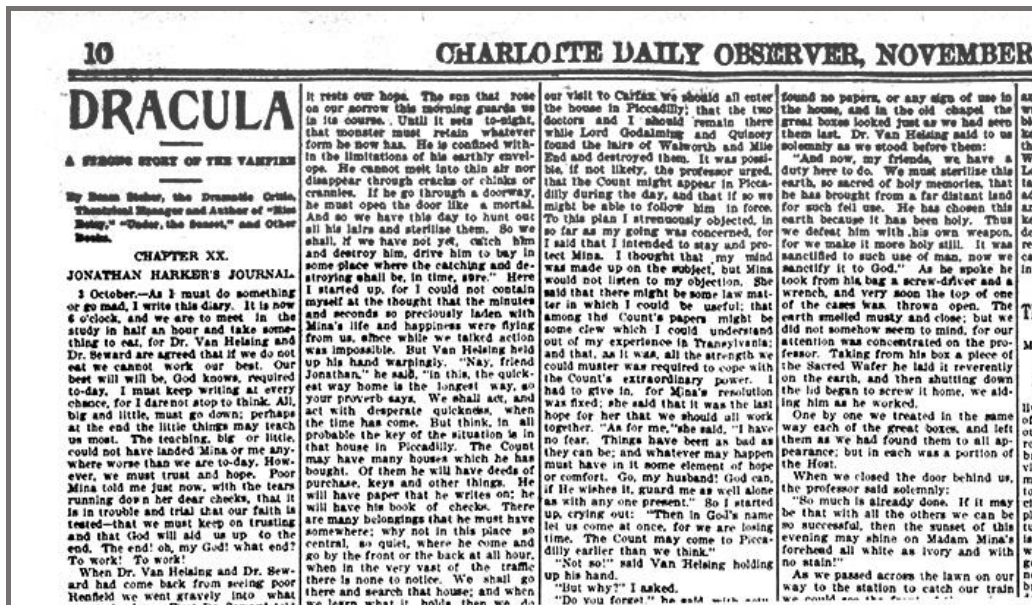 10
CHARLOTTE DAILY OBSERVER, NOVEMBER
DRACULA
A STRONG STORY OF THE VAMPIRE
By Bram Stoker, the Dramatic Critic,
Theatrical Manager and Author of "Miss
Betsy," "Under, the Sunset," and Other
Books.
CHAPTER XX.
JONATHAN HARKER'S JOURNAL.
3 October.—As I must do something
or go mad, I write this diary. It is now
6 o'clock, and we are to meet in the
study in half an hour and take some-
thing to eat, for Dr. Van Helsing and
Dr. Seward are agreed that if we do not
eat we cannot work our best. Our
best will will be, God knows, required
to-day. I must keep writing at every
chance, for I dare not stop to think. All,
big and little, must go down; perhaps
at the end the little things may teach
us most. The teaching, big or little,
could not have landed Mina or me any-
where worse than we are to-day. How-
ever, we must trust and hope. Poor
Mina told me just now, with the tears
running down her dear cheeks, that it
is in trouble and trial that our faith is
tested—that we must keep on trusting
and that God will aid us up to the
end. The end! oh, my God! what end?
To work! To work!
When Dr. Van Helsing and Dr. Sew-
ard had come back from seeing poor
Renfield we went gravely into what
it rests our hope. The sun that rose
on our sorrow this morning guards us
in its course. Until it sets to-night,
that monster must retain whatever
form he now has. He is confined with-
in the limitations of his earthly envel-
ope. He cannot melt into thin air nor
disappear through cracks or chinks or
crannies. If he go through a doorway,
he must open the door like a mortal.
And so we have this day to hunt out
all his lairs and sterilise them. So we
shall, if we have not yet, catch him
and destroy him, drive him to bay in
some place where the catching and de-
stroying shall be, in time, sure." Here
I started up, for I could not contain
myself at the thought that the minutes
and seconds so preciously laden with
Mina's life and happiness were flying
from us, since while we talked action
was impossible. But Van Helsing held
up his hand warningly. "Nay, friend
Jonathan," he said, "in this, the quick-
est way home is the longest way, so
your proverb says. We shall act, and
act with desperate quickness, when
the time has come. But think, in all
probable the key of the situation is in
that house in Piccadilly. The Count
may have many houses which he has
bought. Of them he will have deeds of
purchase, keys and other things. He
will have paper that he writes on; he
will have his book of checks. There
are many belongings that he must have
somewhere; why not in this place so
central, so quiet, where he come and
go by the front or the back at all hour,
when in the very vast of the traffic
there is none to notice. We shall go
there and search that house; and when
we learn what it holds, then we do
our visit to Carfax we should all enter
the house in Piccadilly; that the two
doctors and I should remain there
while Lord Godalming and Quincey
found the lairs of Walworth and Mile
End and destroyed them. It was possi-
ble, if not likely, the professor urged,
that the Count might appear in Picca-
dilly during the day, and that if so we
might be able to follow him in force.
To this plan I strenuously objected, in
so far as my going was concerned, for
I said that I intended to stay and pro-
tect Mina. I thought that my mind
was made up on the subject, but Mina
would not listen to my objection. She
said that there might be some law mat-
ter in which I could be useful; that
among the Count's papers might be
some clew which I could understand
out of my experience in Transylvania;
and that, as it was, all the strength we
could muster was required to cope with
the Count's extraordinary power. I
had to give in, for Mina's resolution
was fixed; she said that it was the last
hope for her that we should all work
together. "As for me," she said, "I have
no fear. Things have been as bad as
they can be; and whatever may happen
must have in it some element of hope
or comfort. Go, my husband! God can,
if He wishes it, guard me as well alone
as with any one present." So I started
up, crying out: "Then in God's name
let us come at once, for we are losing
time. The Count may come to Picca-
dilly earlier than we think."
"Not so!" said Van Helsing holding
up his hand.
"But why?" I asked.
"Do you forget," he said with
found no papers, or any sign of use in
the house, and in the old chapel the
great boxes looked just as we had seen
them last. Dr. Van Helsing said to us
solemnly as we stood before them:
"And now, my friends, we have a
duty here to do. We must sterilise this
earth, so sacred of holy memories, that
he has brought from a far distant land
for such fell use. He has chosen this
earth because it has been holy. Thus
we defeat him with his own weapon,
for we make it more holy still. It was
sanctified to such use of man, now we
sanctify it to God." As he spoke he
took from his bag a screw-driver and a
wrench, and very soon the top of one
of the cases was thrown open. The
earth smelled musty and close; but we
did not somehow seem to mind, for our
attention was concentrated on the pro-
fessor. Taking from his box a piece of
the Sacred Wafer he laid it reverently
on the earth, and then shutting down
the lid began to screw it home, we aid-
ing him as he worked.
One by one we treated in the same
way each of the great boxes, and left
them as we had found them to all ap-
pearance; but in each was a portion of
the Host.
When we closed the door behind us,
the professor said solemnly:
"So much is already done. If it may
be that with all the others we can be
so successful, then the sunset of this
evening may shine on Madam Mina's
forehead all white as ivory and with
no stain!"
As we passed across the lawn on our
way to the station to catch our train
we could see the front